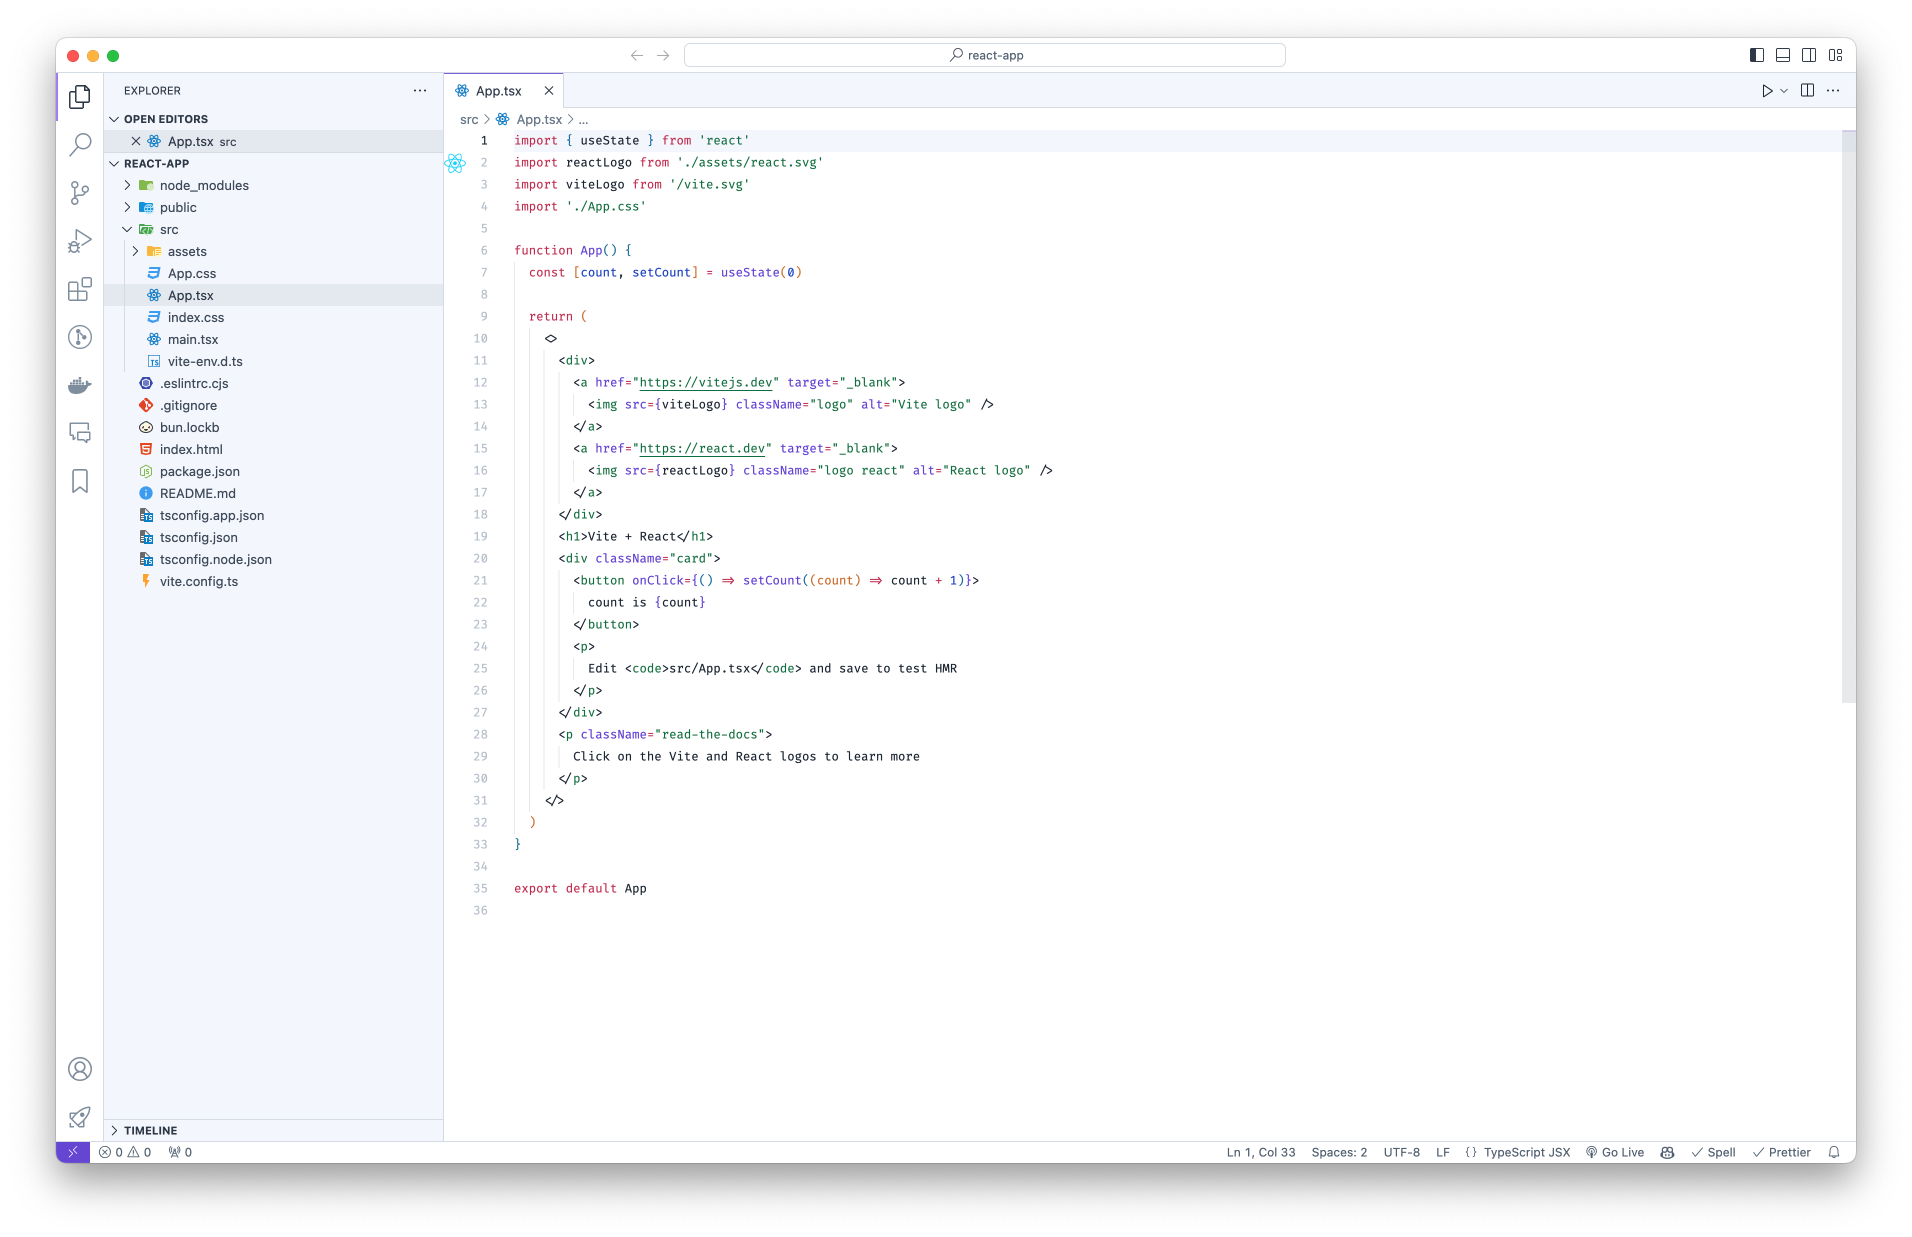 react-app
EXPLORER
OPEN EDITORS
App.tsx src
REACT-APP
node_modules
public
src
assets
App.css
App.tsx
index.css
main.tsx
vite-env.d.ts
.eslintrc.cjs
.gitignore
bun.lockb
index.html
package.json
README.md
tsconfig.app.json
tsconfig.json
tsconfig.node.json
vite.config.ts
TIMELINE
App.tsx
src > App.tsx > ...
1 import { useState } from 'react'
2 import reactLogo from './assets/react.svg'
3 import viteLogo from '/vite.svg'
4 import './App.css'
5
6 function App() {
7 const [count, setCount] = useState(0)
8
9 return (
10 <>
11 <div>
12 <a href="https://vitejs.dev" target="_blank">
13 <img src={viteLogo} className="logo" alt="Vite logo" />
14 </a>
15 <a href="https://react.dev" target="_blank">
16 <img src={reactLogo} className="logo react" alt="React logo" />
17 </a>
18 </div>
19 <h1>Vite + React</h1>
20 <div className="card">
21 <button onClick={() => setCount((count) => count + 1)}>
22 count is {count}
23 </button>
24 <p>
25 Edit <code>src/App.tsx</code> and save to test HMR
26 </p>
27 </div>
28 <p className="read-the-docs">
29 Click on the Vite and React logos to learn more
30 </p>
31 </>
32 )
33 }
34
35 export default App
36
0 0 0 Ln 1, Col 33 Spaces: 2 UTF-8 LF {} TypeScript JSX Go Live Spell Prettier